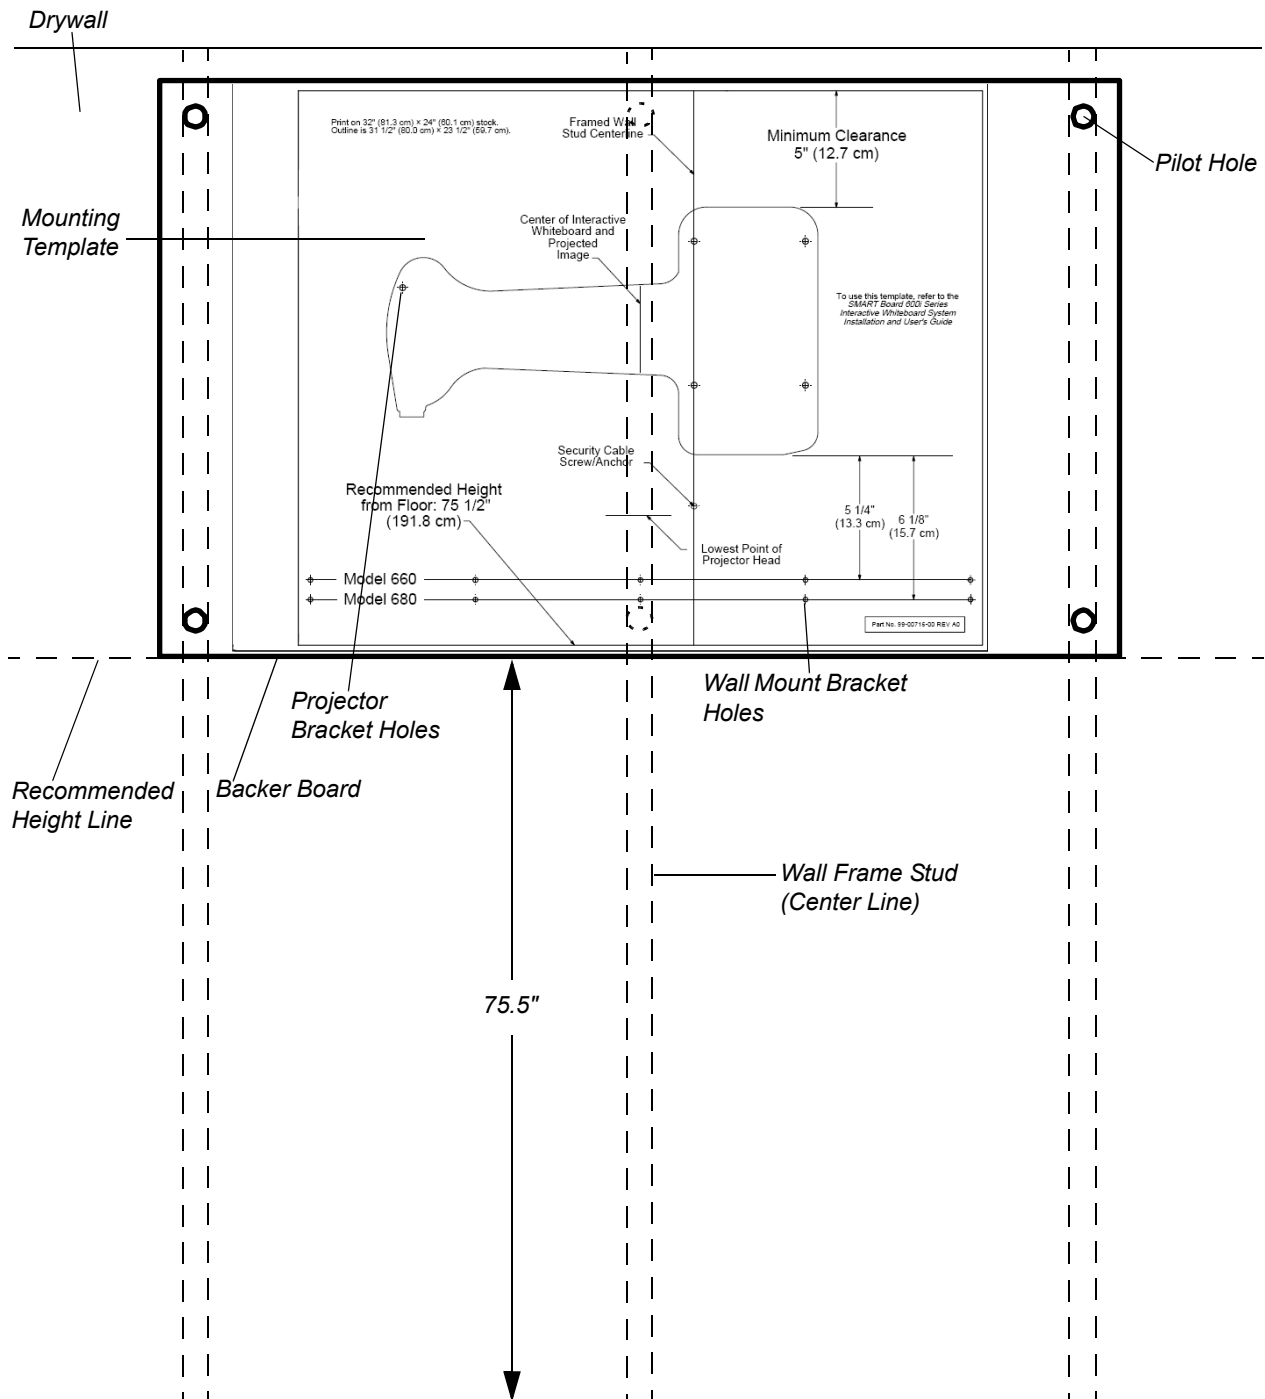 Drywall
Print on 32" (81.3 cm) × 24" (60.1 cm) stock.
Outline is 31 1/2" (80.0 cm) × 23 1/2" (59.7 cm).
Framed Wall
Stud Centerline
Minimum Clearance
5" (12.7 cm)
Pilot Hole
Mounting
Template
Center of Interactive
Whiteboard and
Projected
Image
To use this template, refer to the
SMART Board 600i Series
Interactive Whiteboard System
Installation and User's Guide
Security Cable
Screw/Anchor
Recommended Height
from Floor: 75 1/2"
(191.8 cm)
5 1/4"
(13.3 cm)
6 1/8"
(15.7 cm)
Lowest Point of
Projector Head
Model 660
Model 680
Part No. 99-00716-00 REV A0
Projector
Bracket Holes
Wall Mount Bracket
Holes
Recommended
Height Line
Backer Board
Wall Frame Stud
(Center Line)
75.5"